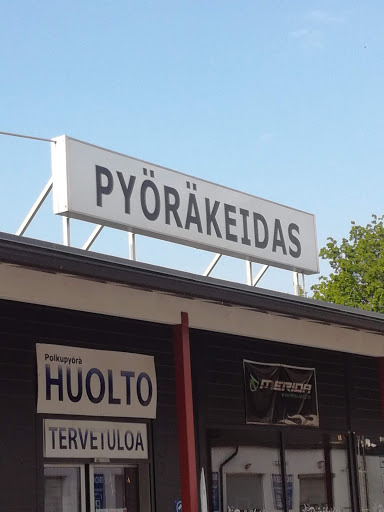 PYÖRÄKEIDAS
Polkupyörä
HUOLTO
TERVETULOA
MERIDA